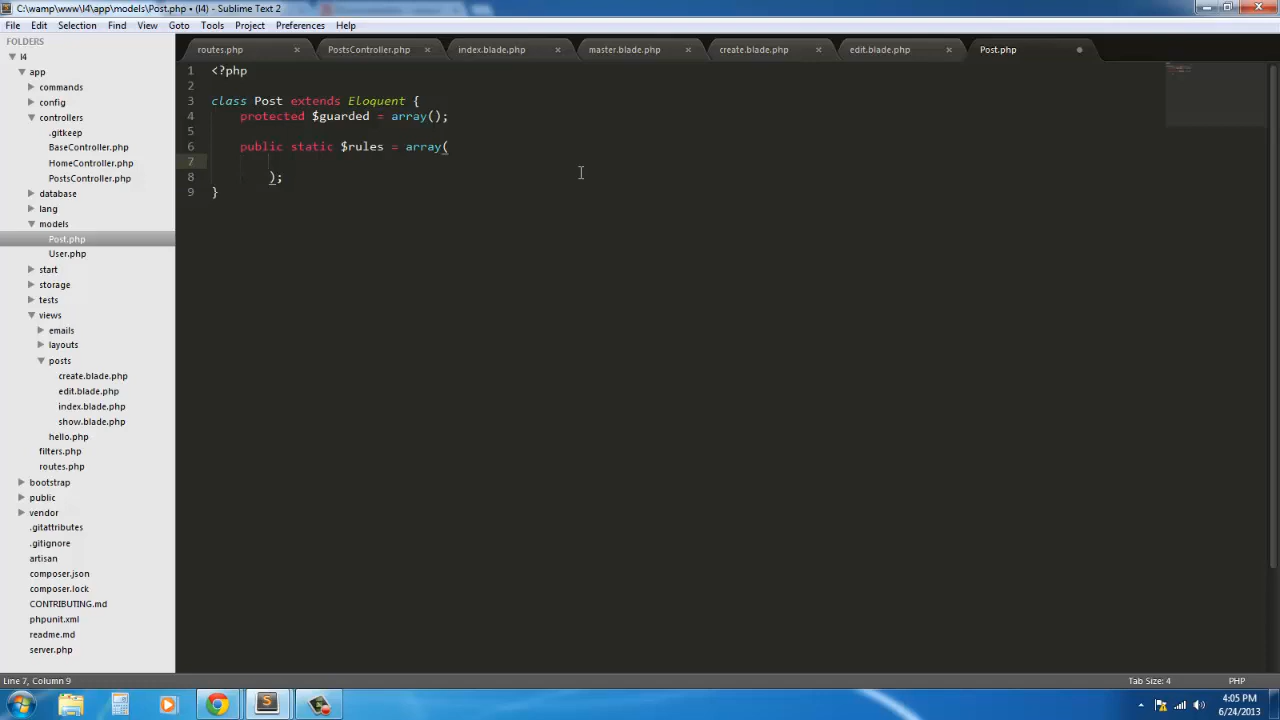 C:\wamp\www\l4\app\models\Post.php • (l4) - Sublime Text 2
File Edit Selection Find View Goto Tools Project Preferences Help
FOLDERS
l4
app
commands
config
controllers
.gitkeep
BaseController.php
HomeController.php
PostsController.php
database
lang
models
Post.php
User.php
start
storage
tests
views
emails
layouts
posts
create.blade.php
edit.blade.php
index.blade.php
show.blade.php
hello.php
filters.php
routes.php
bootstrap
public
vendor
.gitattributes
.gitignore
artisan
composer.json
composer.lock
CONTRIBUTING.md
phpunit.xml
readme.md
server.php
routes.php PostsController.php index.blade.php master.blade.php create.blade.php edit.blade.php Post.php
1 <?php
2
3 class Post extends Eloquent {
4 protected $guarded = array();
5
6 public static $rules = array(
7
8 );
9 }
Line 7, Column 9 Tab Size: 4 PHP
4:05 PM
6/24/2013